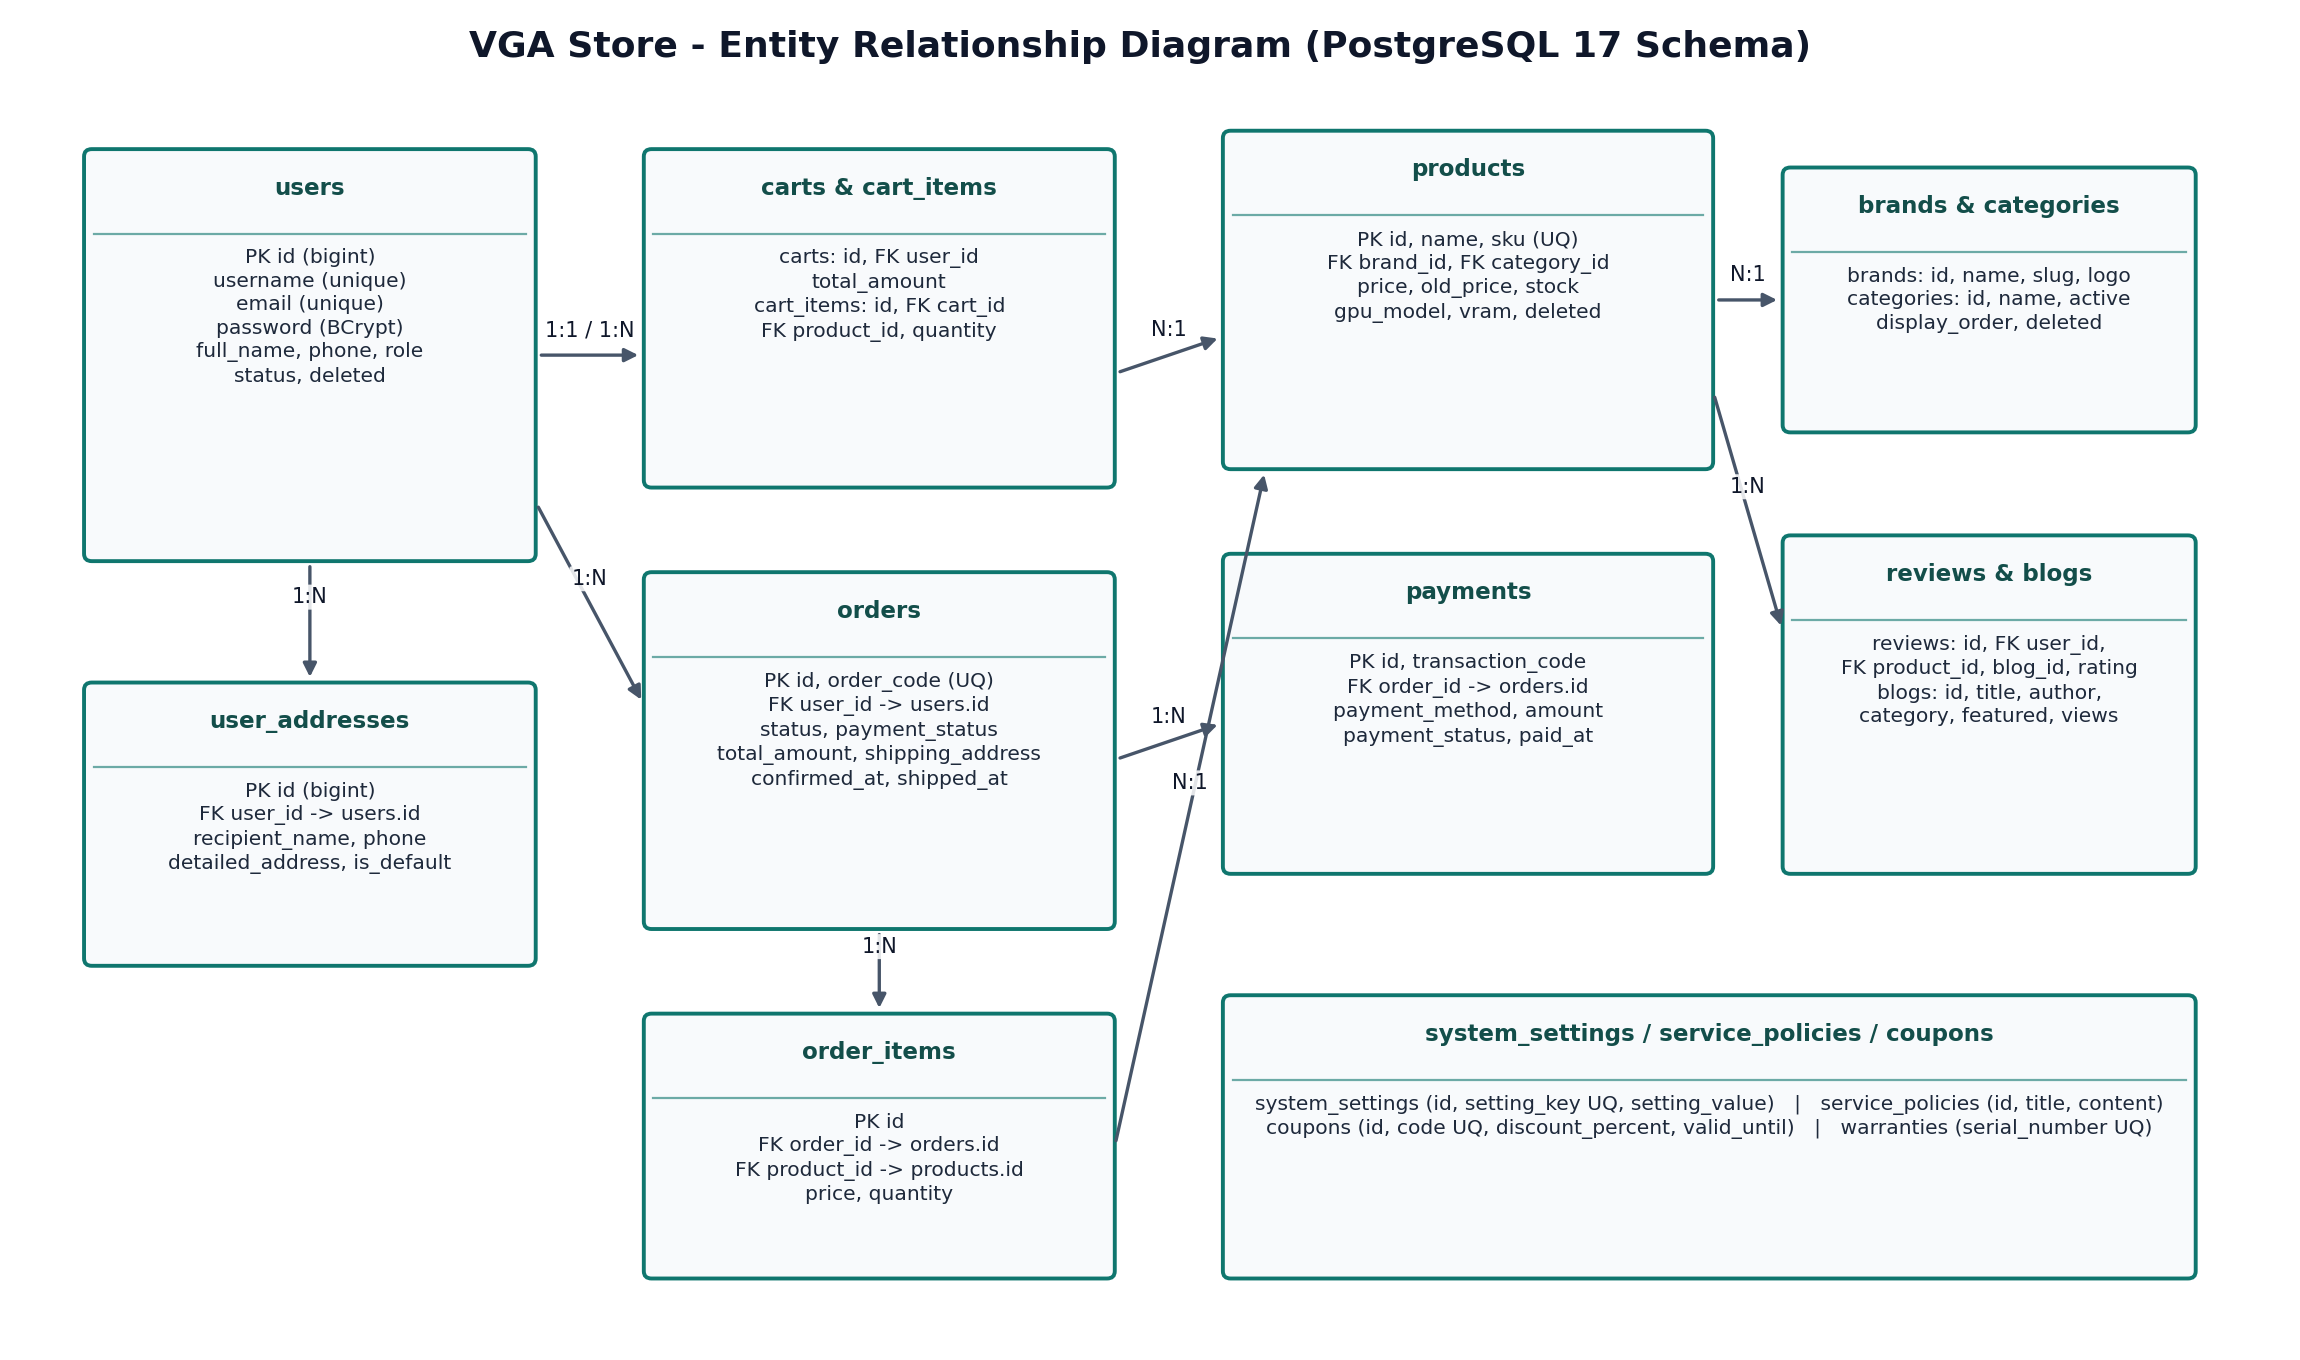 VGA Store - Entity Relationship Diagram (PostgreSQL 17 Schema)
users
PK id (bigint)
username (unique)
email (unique)
password (BCrypt)
full_name, phone, role
status, deleted
1:1 / 1:N
carts & cart_items
carts: id, FK user_id
total_amount
cart_items: id, FK cart_id
FK product_id, quantity
N:1
products
PK id, name, sku (UQ)
FK brand_id, FK category_id
price, old_price, stock
gpu_model, vram, deleted
N:1
brands & categories
brands: id, name, slug, logo
categories: id, name, active
display_order, deleted
1:N
1:N
1:N
user_addresses
PK id (bigint)
FK user_id -> users.id
recipient_name, phone
detailed_address, is_default
orders
PK id, order_code (UQ)
FK user_id -> users.id
status, payment_status
total_amount, shipping_address
confirmed_at, shipped_at
1:N
N:1
payments
PK id, transaction_code
FK order_id -> orders.id
payment_method, amount
payment_status, paid_at
reviews & blogs
reviews: id, FK user_id,
FK product_id, blog_id, rating
blogs: id, title, author,
category, featured, views
1:N
order_items
PK id
FK order_id -> orders.id
FK product_id -> products.id
price, quantity
system_settings / service_policies / coupons
system_settings (id, setting_key UQ, setting_value) | service_policies (id, title, content)
coupons (id, code UQ, discount_percent, valid_until) | warranties (serial_number UQ)